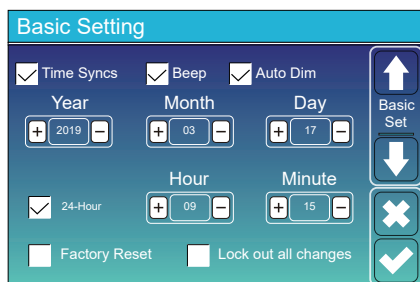 Basic Setting
Time Syncs Beep Auto Dim
Year Month Day
+ 2019 − + 03 − + 17 −
Basic
Set
Hour Minute
24-Hour + 09 − + 15 −
Factory Reset Lock out all changes